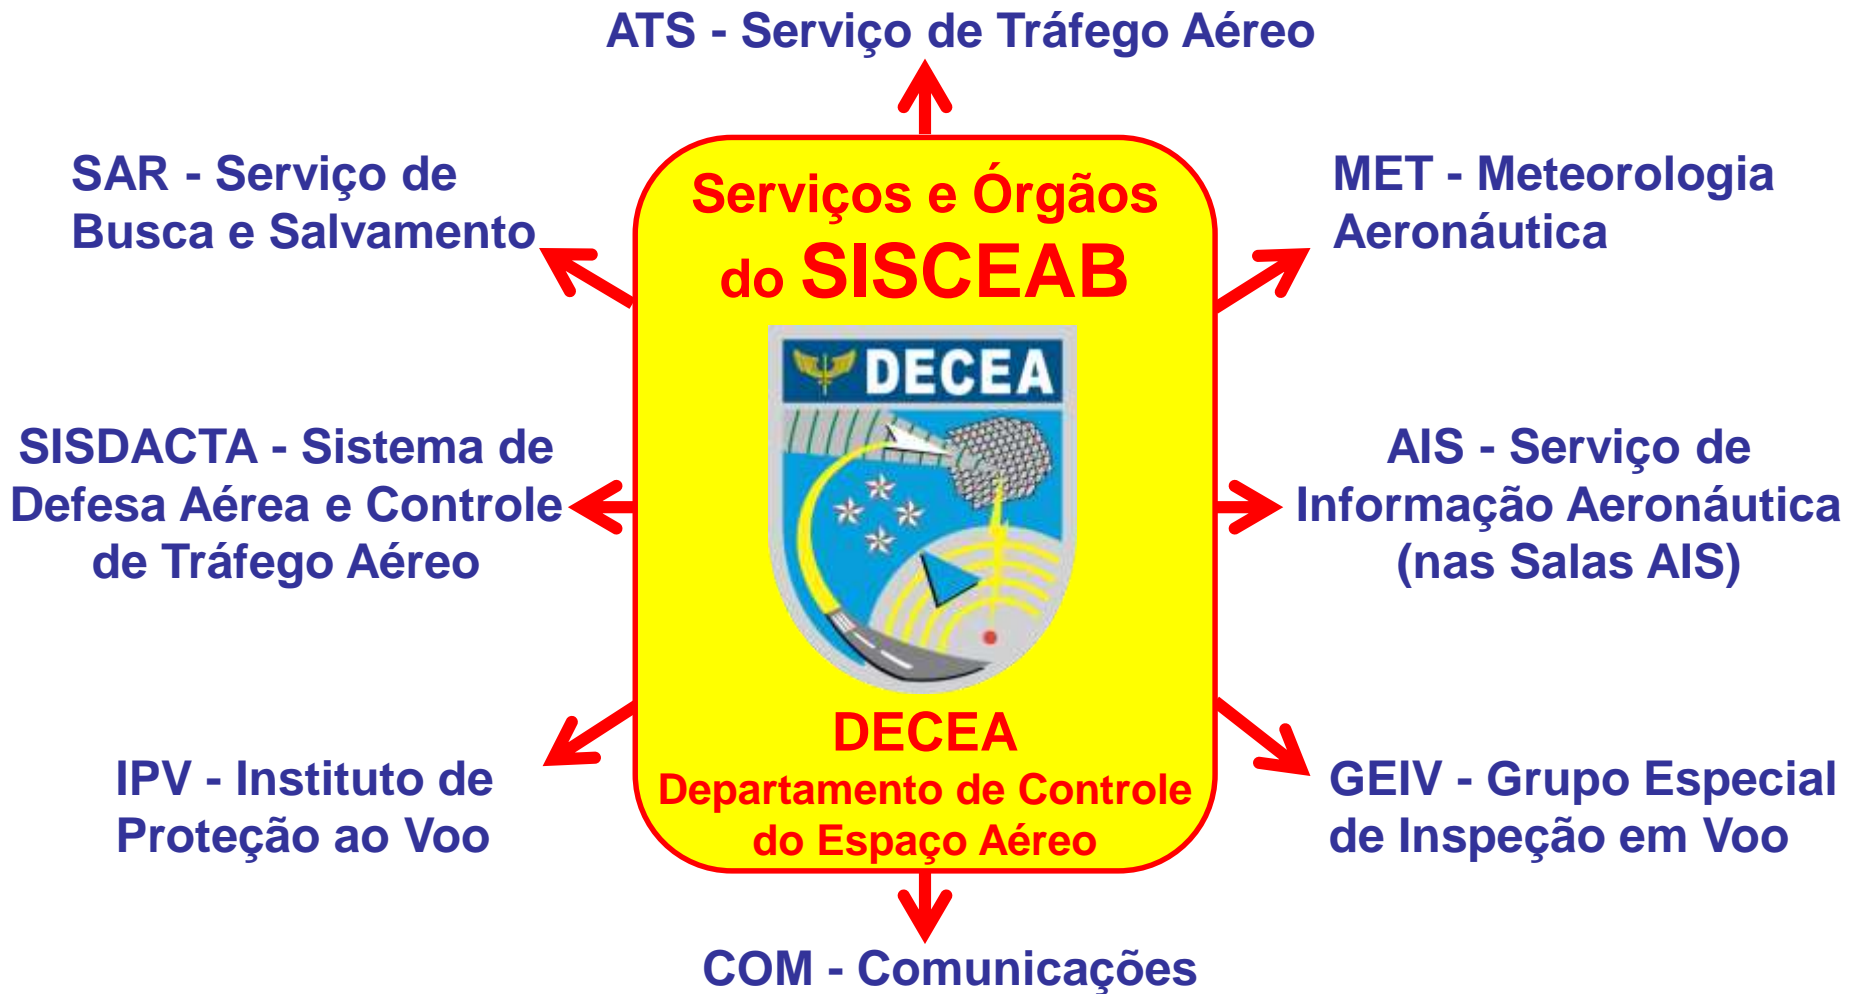 ATS - Serviço de Tráfego Aéreo
SAR - Serviço de
Busca e Salvamento
MET - Meteorologia
Aeronáutica
Serviços e Órgãos
do SISCEAB
DECEA
SISDACTA - Sistema de
Defesa Aérea e Controle
de Tráfego Aéreo
AIS - Serviço de
Informação Aeronáutica
(nas Salas AIS)
DECEA
Departamento de Controle
do Espaço Aéreo
IPV - Instituto de
Proteção ao Voo
GEIV - Grupo Especial
de Inspeção em Voo
COM - Comunicações